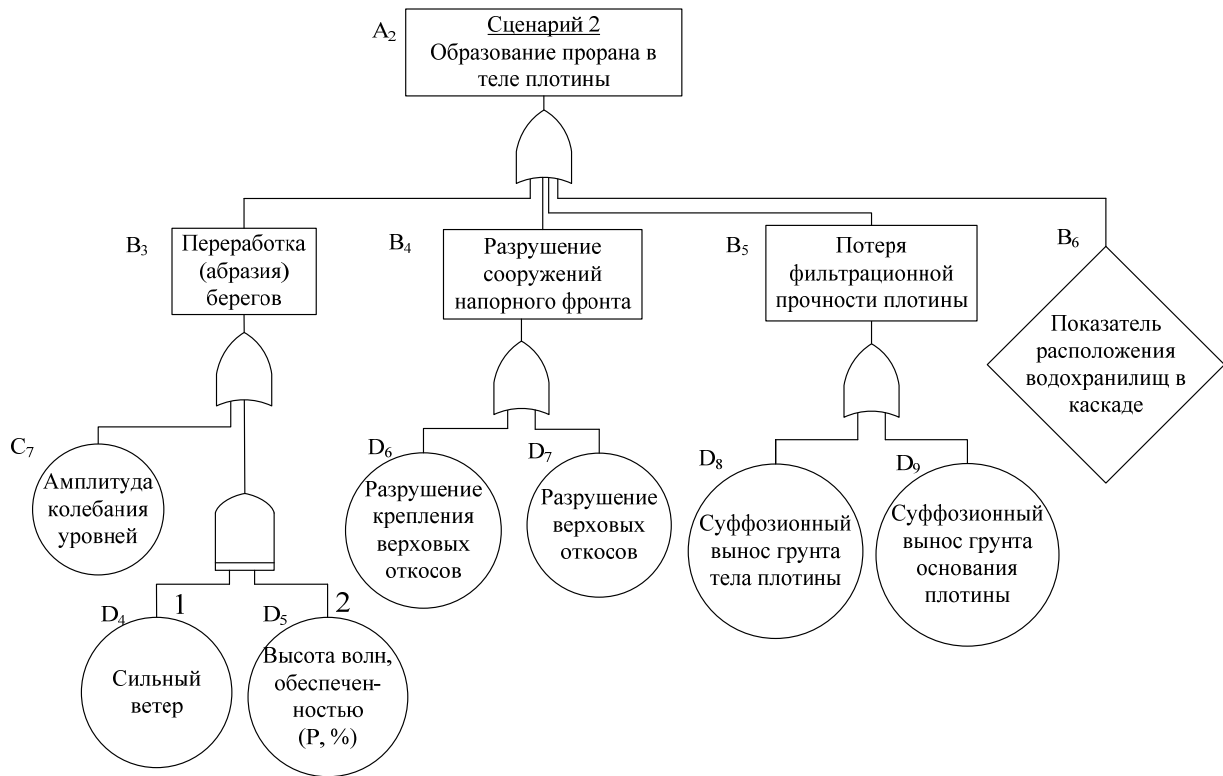 A₂
Сценарий 2
Образование прорана в
теле плотины
B₃
Переработка
(абразия)
берегов
B₄
Разрушение
сооружений
напорного фронта
B₅
Потеря
фильтрационной
прочности плотины
B₆
Показатель
расположения
водохранилищ в
каскаде
C₇
Амплитуда
колебания
уровней
D₆
Разрушение
крепления
верховых
откосов
D₇
Разрушение
верховых
откосов
D₈
Суффозионный
вынос грунта
тела плотины
D₉
Суффозионный
вынос грунта
основания
плотины
D₄
1
Сильный
ветер
D₅
2
Высота волн,
обеспечен-
ностью
(P, %)